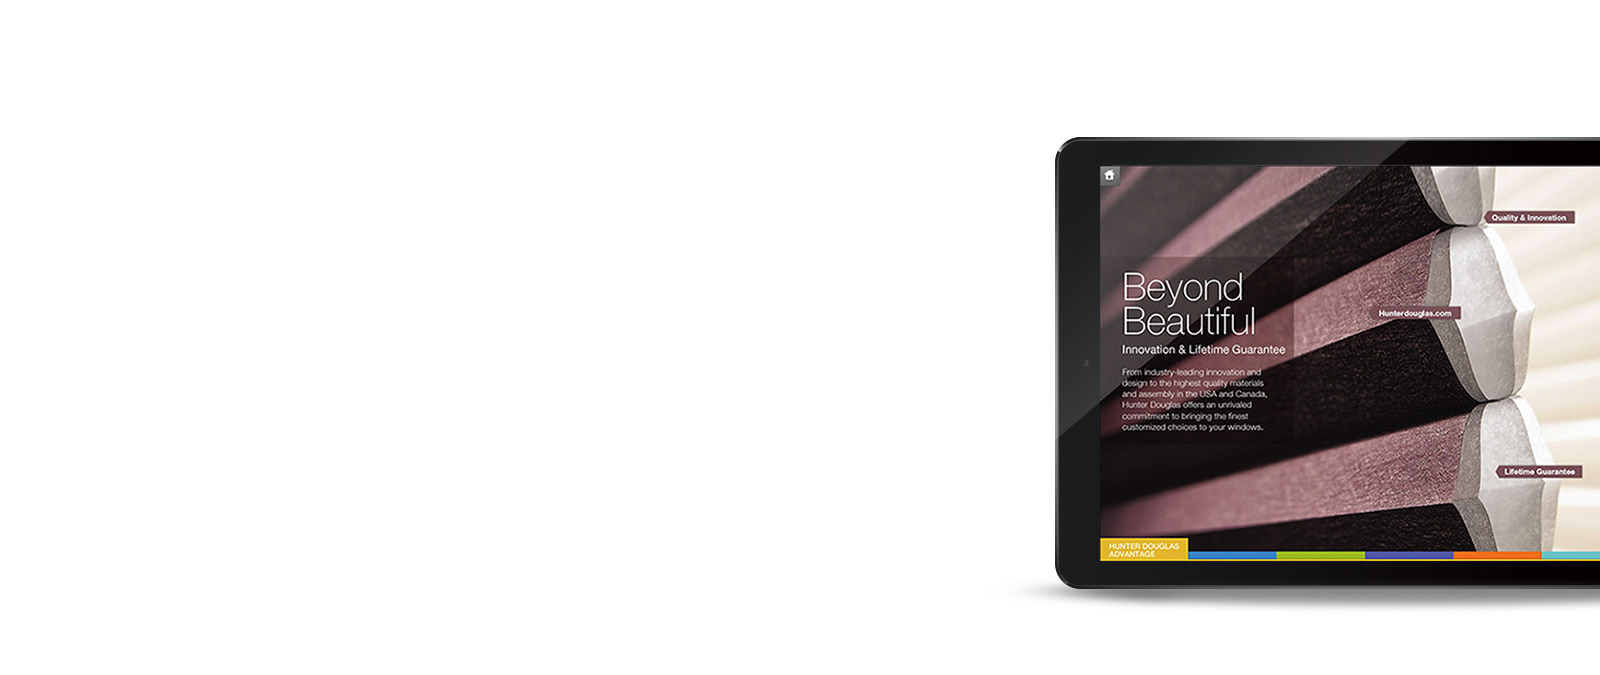 Quality & Innovation
Beyond
Beautiful
Hunterdouglas.com
Innovation & Lifetime Guarantee
From industry-leading innovation and
design to the highest quality materials
and assembly in the USA and Canada,
Hunter Douglas offers an unrivaled
commitment to bringing the finest
customized choices to your windows.
Lifetime Guarantee
HUNTER DOUGLAS
ADVANTAGE